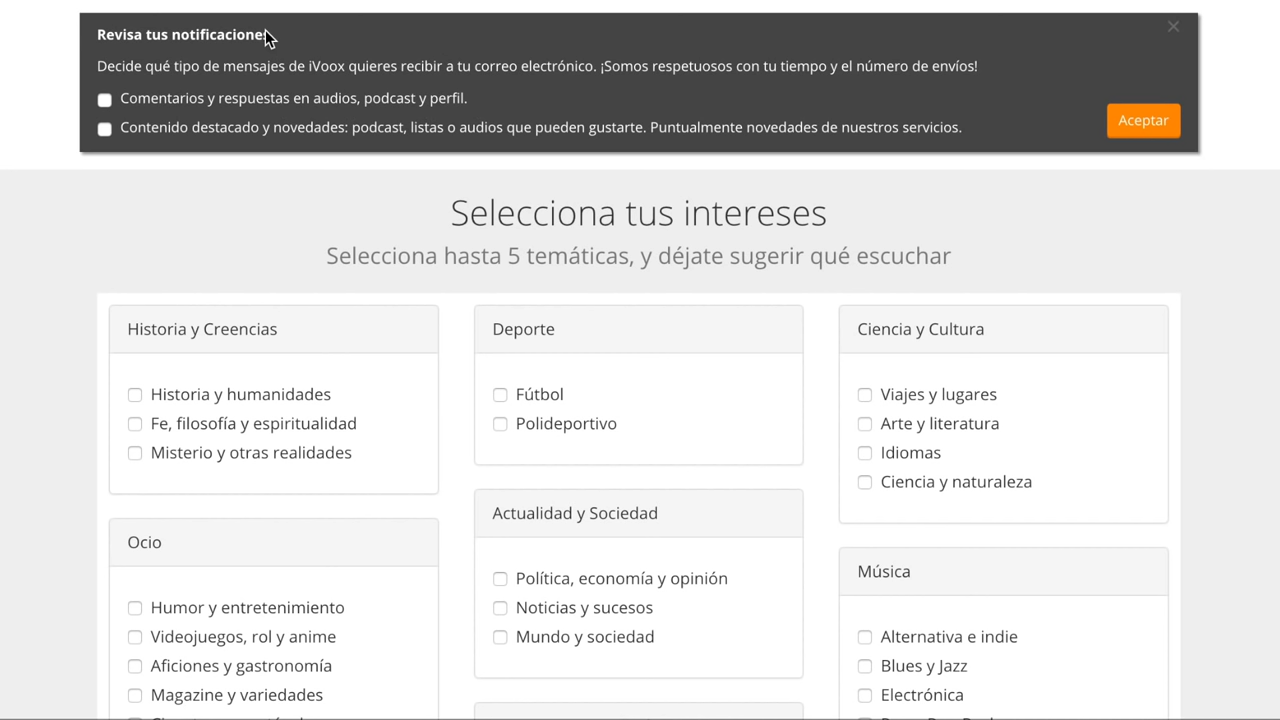 Revisa tus notificaciones
Decide qué tipo de mensajes de iVoox quieres recibir a tu correo electrónico. ¡Somos respetuosos con tu tiempo y el número de envíos!
Comentarios y respuestas en audios, podcast y perfil.
Contenido destacado y novedades: podcast, listas o audios que pueden gustarte. Puntualmente novedades de nuestros servicios.
Aceptar
Selecciona tus intereses
Selecciona hasta 5 temáticas, y déjate sugerir qué escuchar
Historia y Creencias
Historia y humanidades
Fe, filosofía y espiritualidad
Misterio y otras realidades
Ocio
Humor y entretenimiento
Videojuegos, rol y anime
Aficiones y gastronomía
Magazine y variedades
Deporte
Fútbol
Polideportivo
Actualidad y Sociedad
Política, economía y opinión
Noticias y sucesos
Mundo y sociedad
Ciencia y Cultura
Viajes y lugares
Arte y literatura
Idiomas
Ciencia y naturaleza
Música
Alternativa e indie
Blues y Jazz
Electrónica